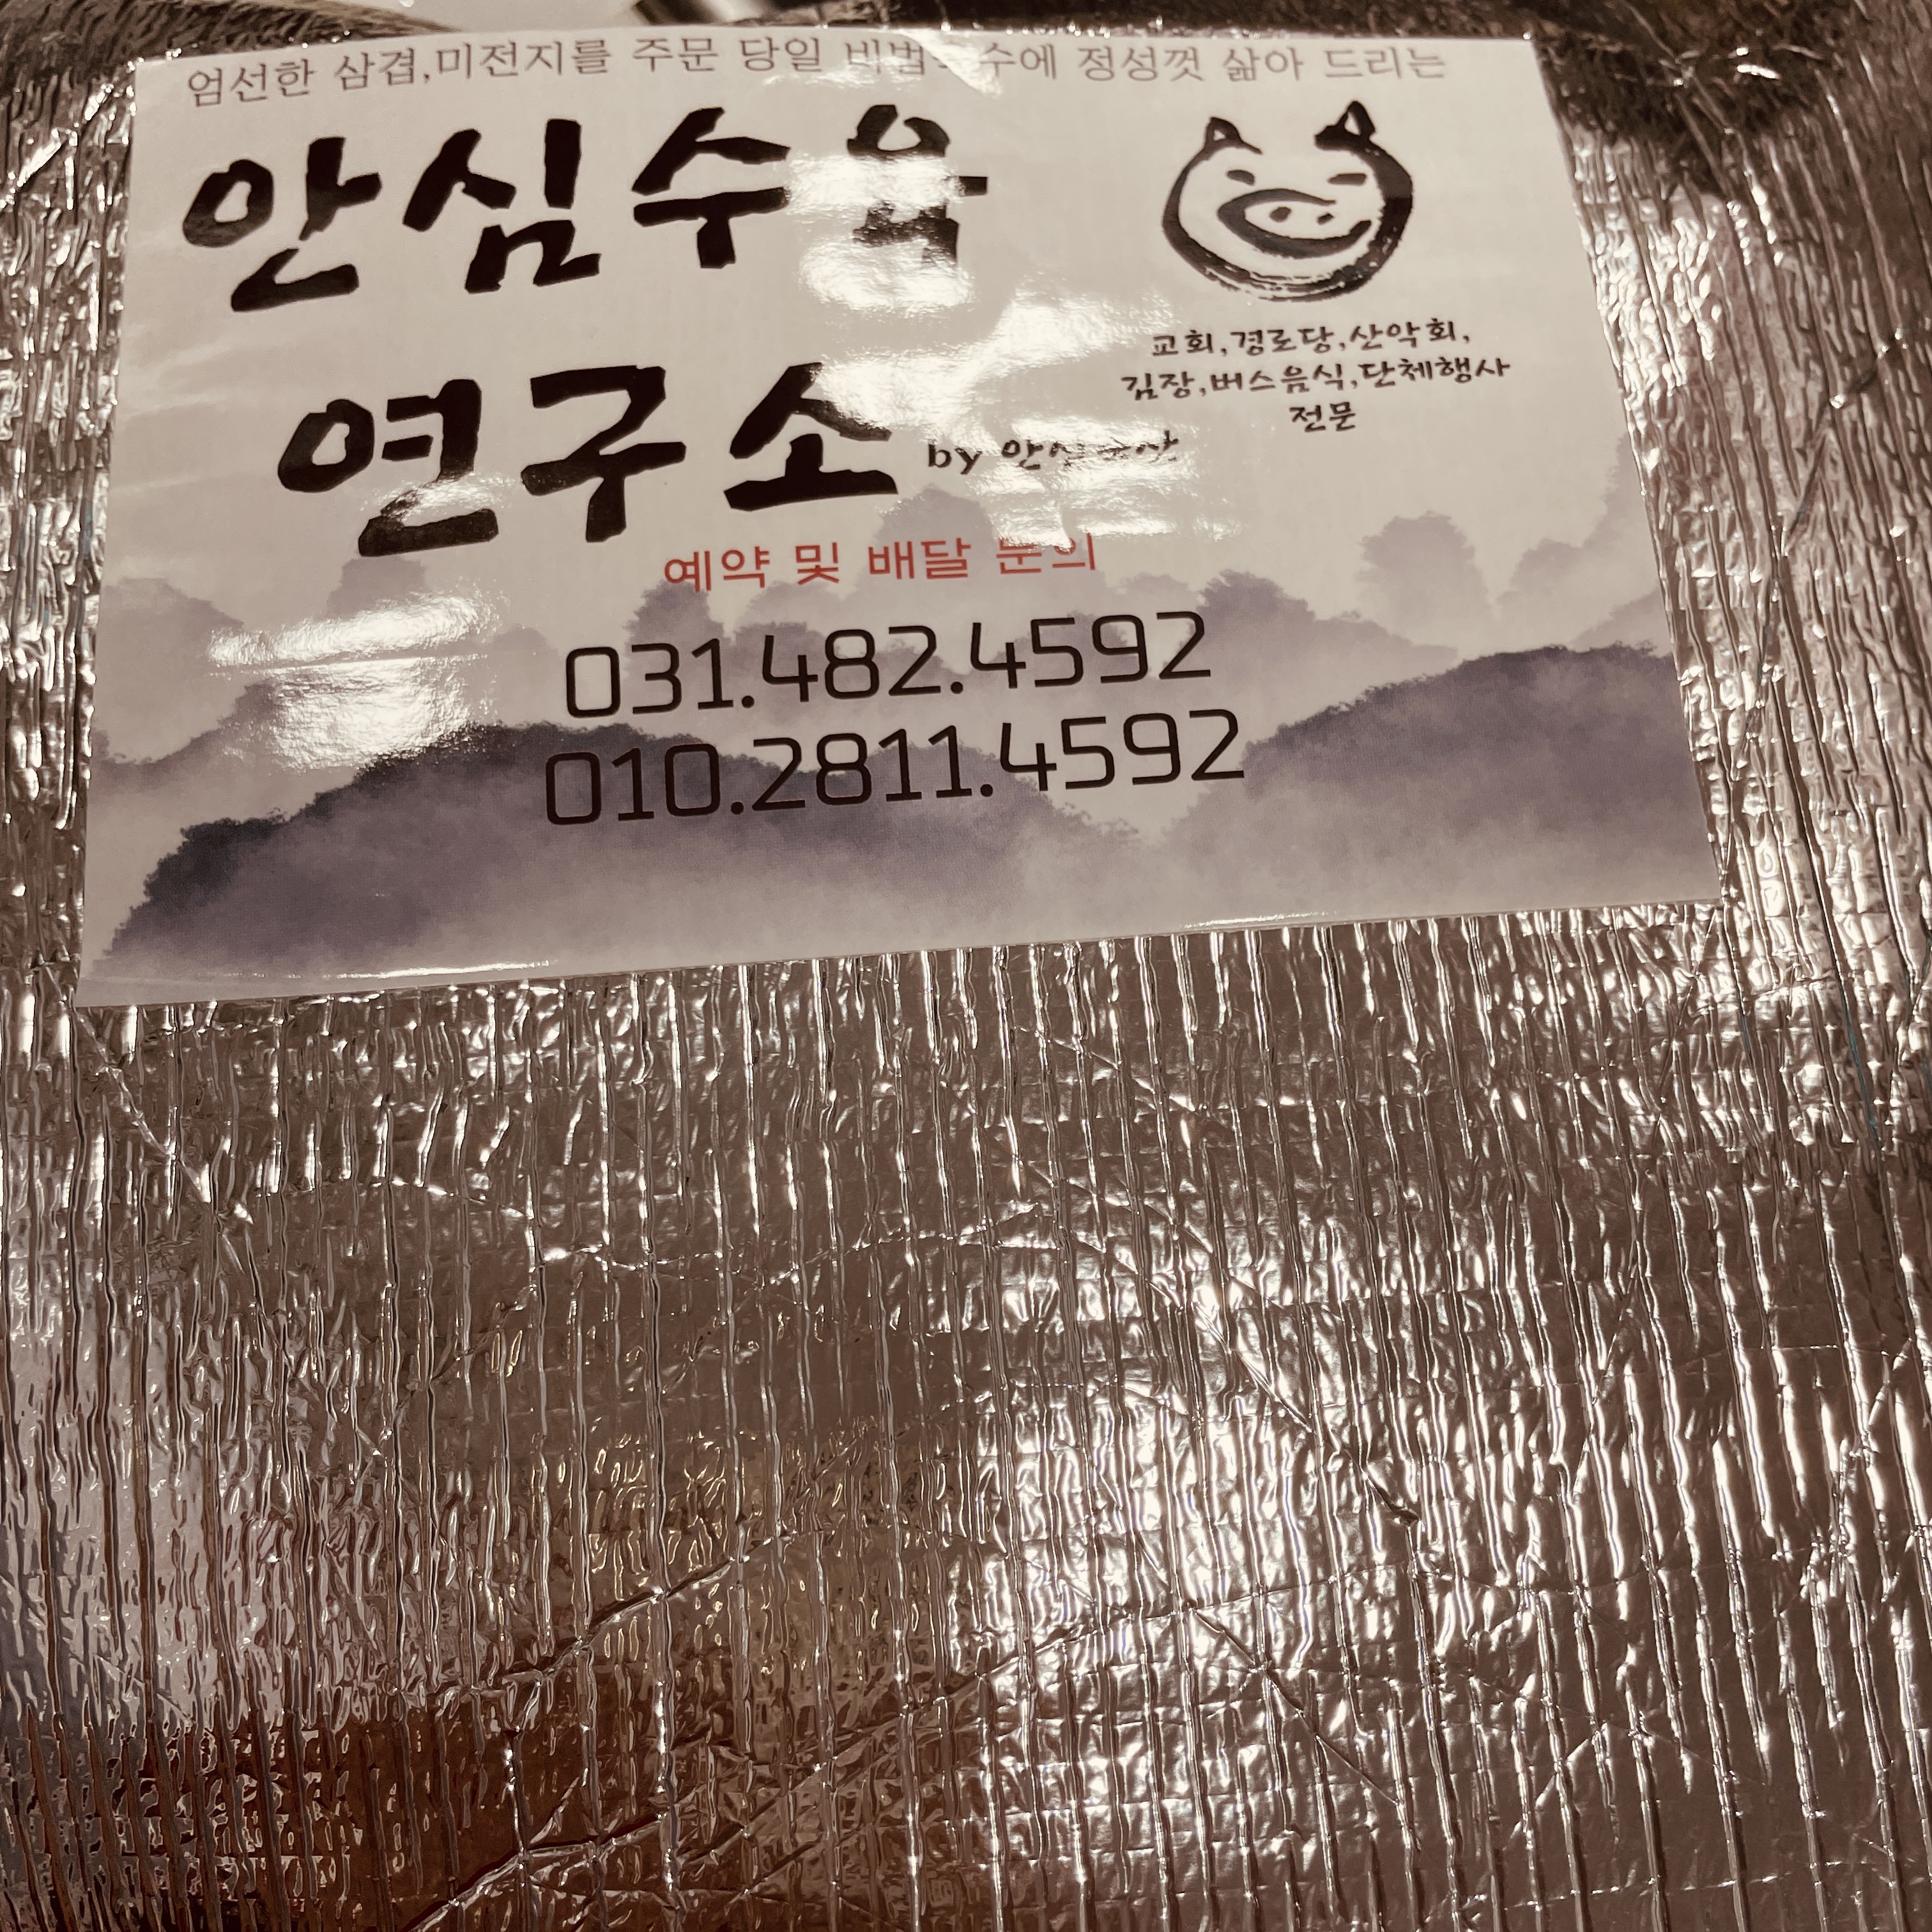 엄선한 삼겹,미전지를 주문 당일 정성껏 삶아 드리는
안심수육
연구소 by
교회,경로당,산악회,
김장,버스음식,단체행사
전문
예약 및 배달 문의
031.482.4592
010.2811.4592